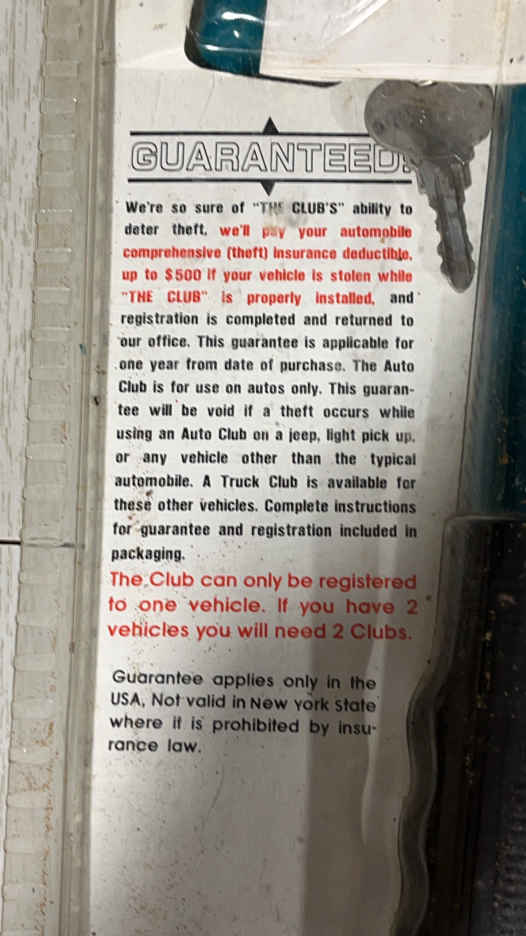 GUARANTEED!
We're so sure of "THE CLUB'S" ability to
deter theft, we'll pay your automobile
comprehensive (theft) insurance deductible,
up to $500 if your vehicle is stolen while
"THE CLUB" is properly installed, and
registration is completed and returned to
our office. This guarantee is applicable for
one year from date of purchase. The Auto
Club is for use on autos only. This guaran-
tee will be void if a theft occurs while
using an Auto Club on a jeep, light pick up,
or any vehicle other than the typical
automobile. A Truck Club is available for
these other vehicles. Complete instructions
for guarantee and registration included in
packaging.
The Club can only be registered
to one vehicle. If you have 2
vehicles you will need 2 Clubs.
Guarantee applies only in the
USA, Not valid in New york State
where it is prohibited by insu-
rance law.